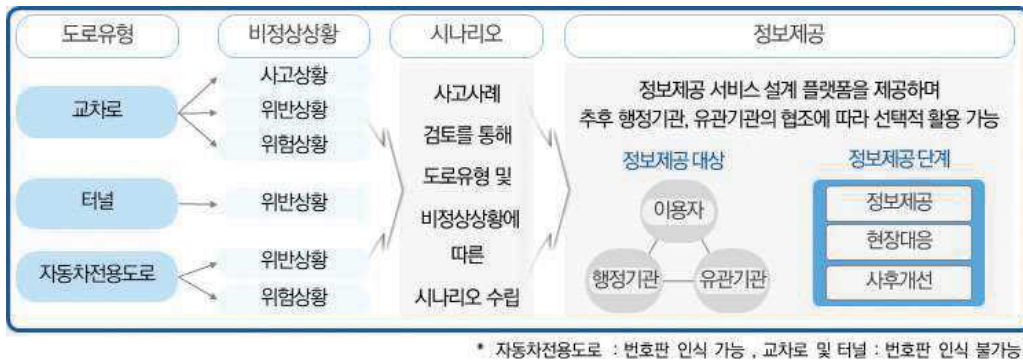 도로유형
비정상상황
시나리오
정보제공
교차로
사고상황
위반상황
위험상황
터널
위반상황
자동차전용도로
위반상황
위험상황
사고사례
검토를 통해
도로유형 및
비정상상황에
따른
시나리오 수립
정보제공 서비스 설계 플랫폼을 제공하며
추후 행정기관, 유관기관의 협조에 따라 선택적 활용 가능
정보제공 대상
이용자
행정기관
유관기관
정보제공 단계
정보제공
현장대응
사후개선
* 자동차전용도로 : 번호판 인식 가능 , 교차로 및 터널 : 번호판 인식 불가능